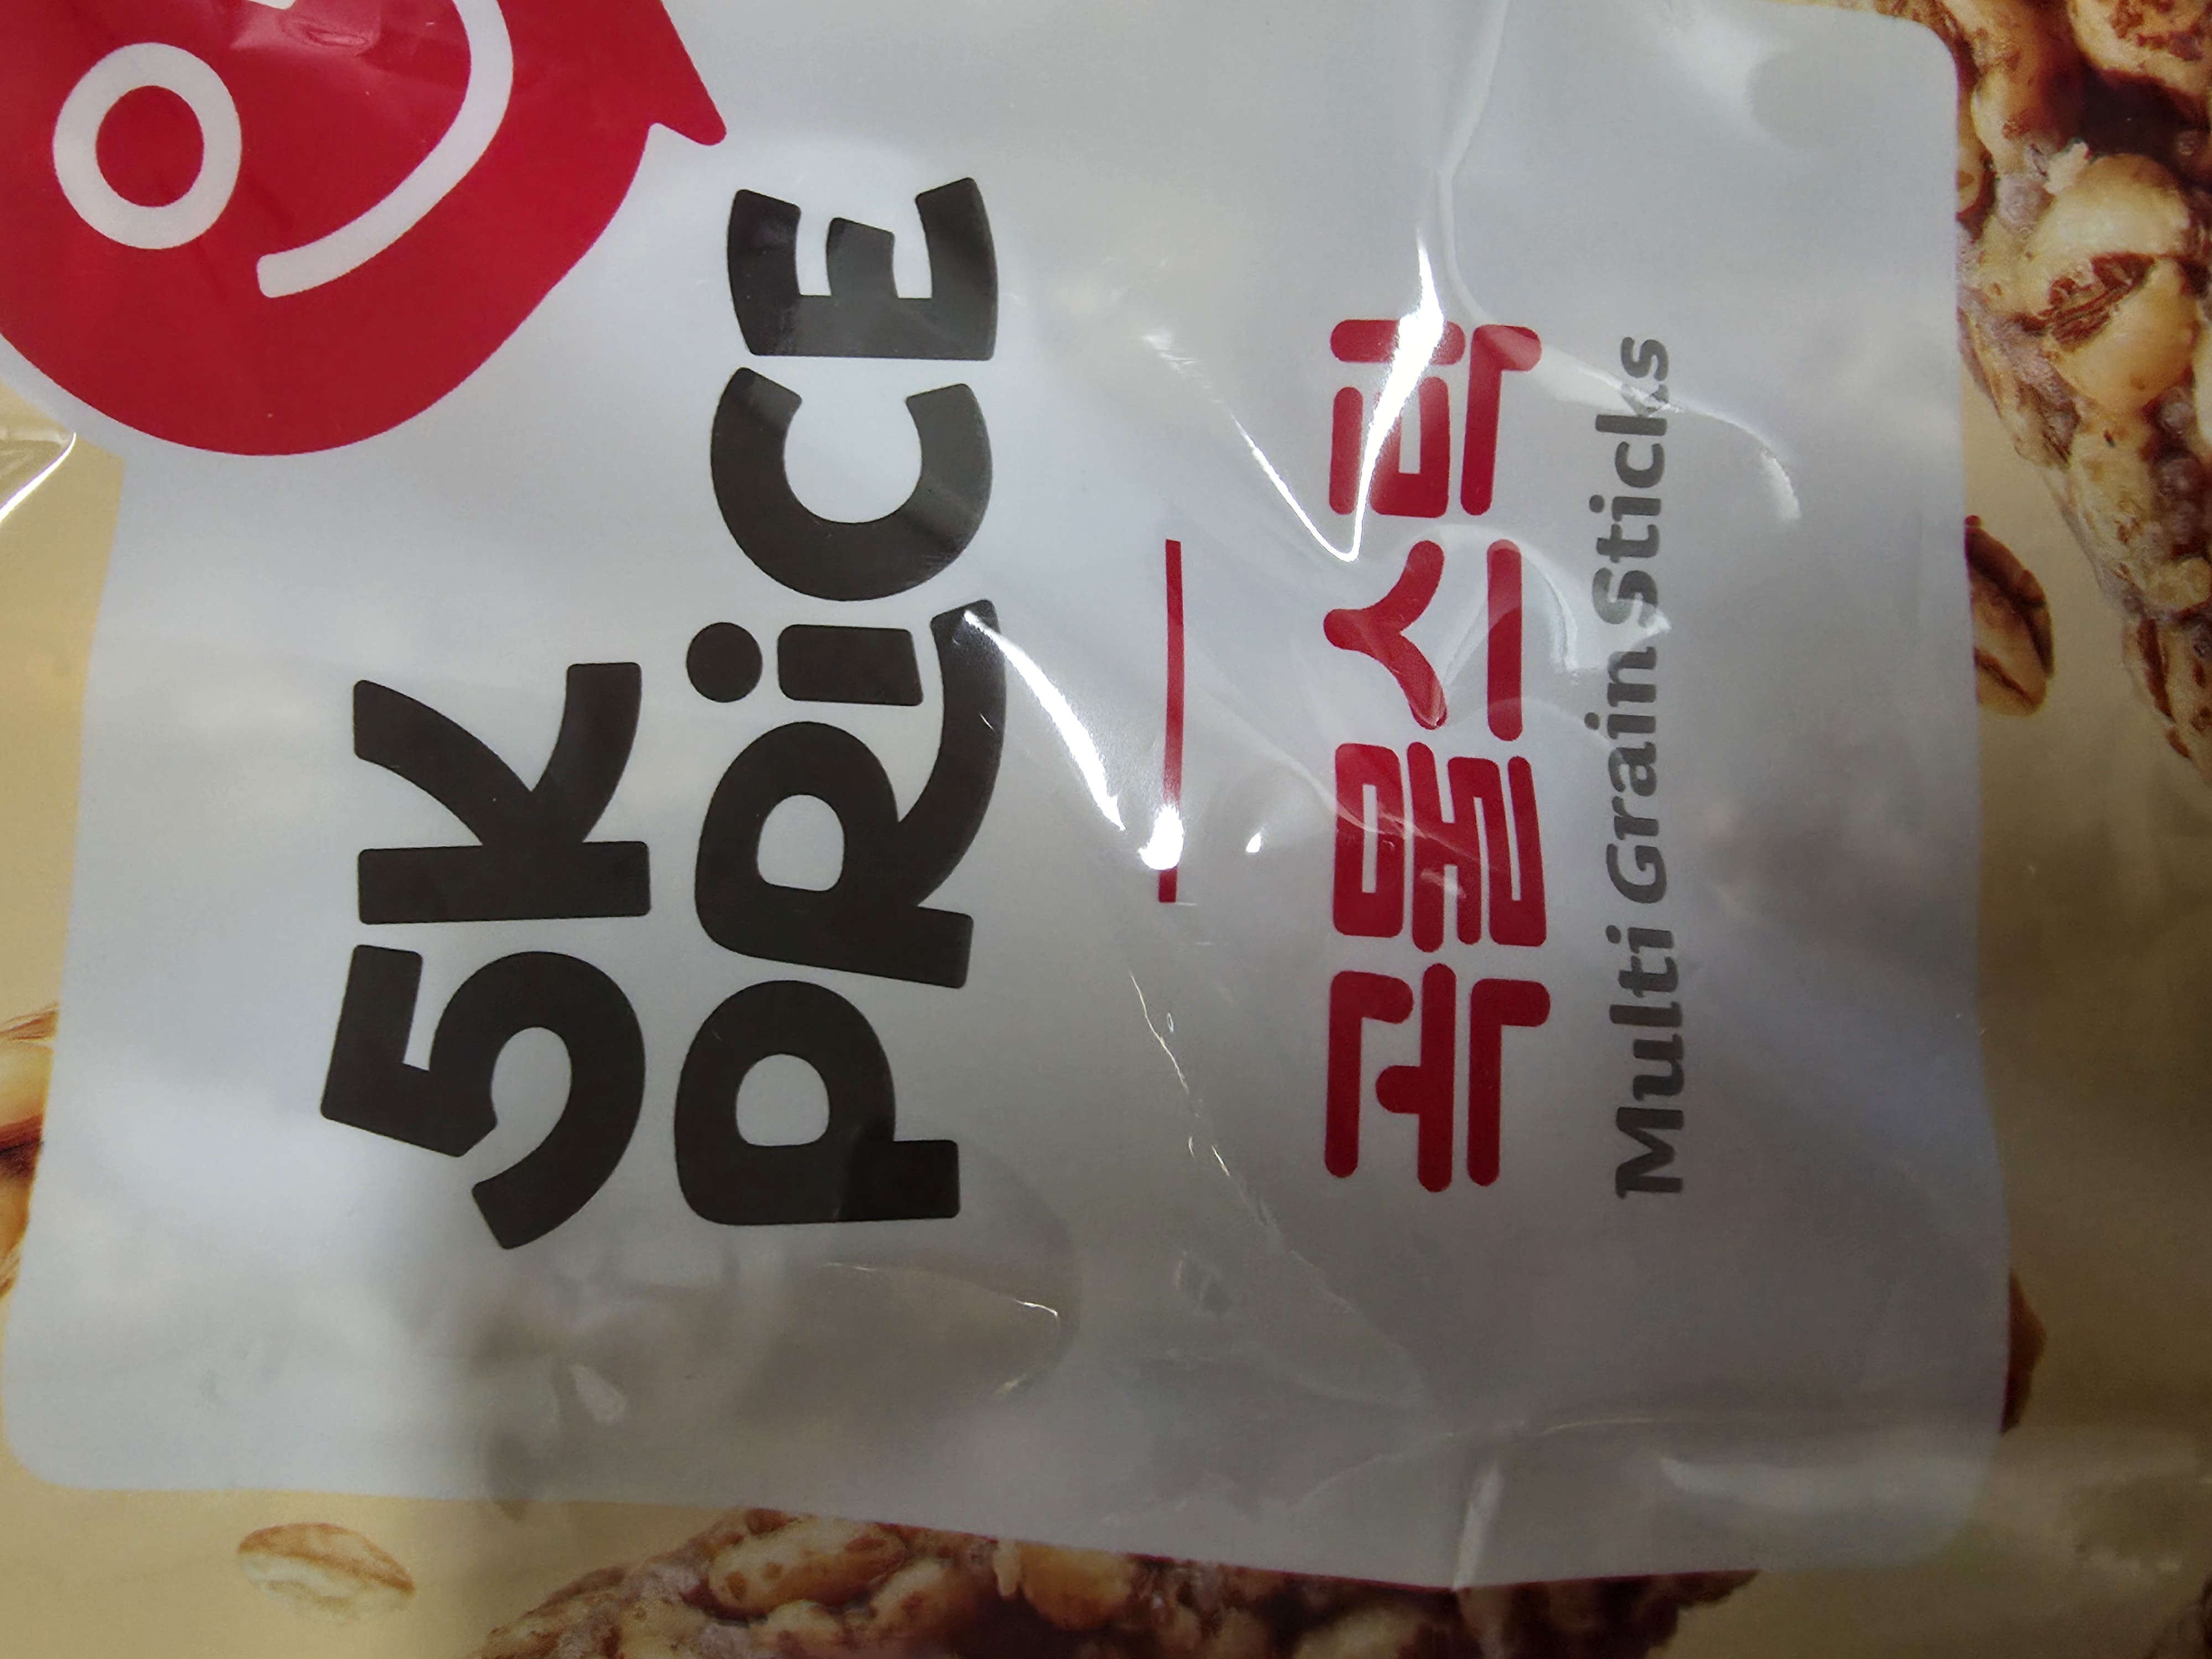 5K
PRiCE
곡물스틱
Multi Grain Sticks